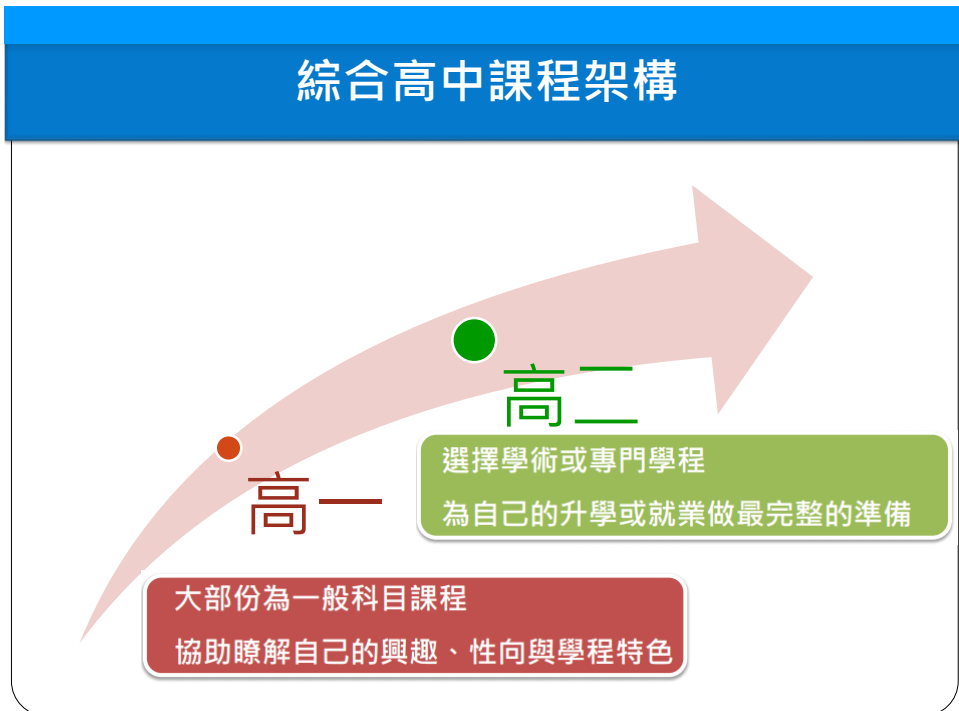 綜合高中課程架構
高二
選擇學術或專門學程
為自己的升學或就業做最完整的準備
高一
大部份為一般科目課程
協助瞭解自己的興趣、性向與學程特色